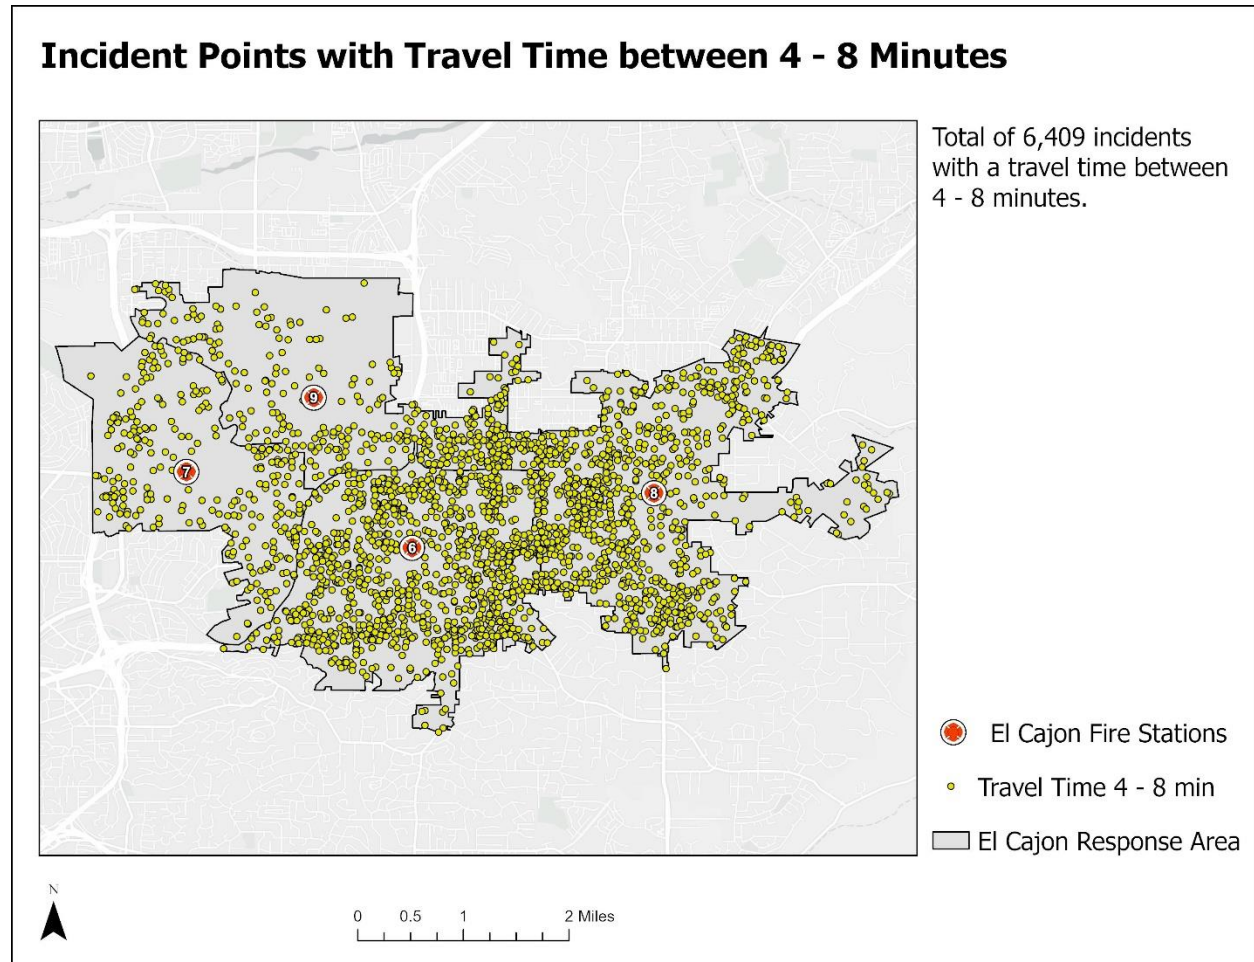 Incident Points with Travel Time between 4 - 8 Minutes
Total of 6,409 incidents
with a travel time between
4 - 8 minutes.
9
7
8
6
El Cajon Fire Stations
Travel Time 4 - 8 min
El Cajon Response Area
N
0 0.5 1 2 Miles